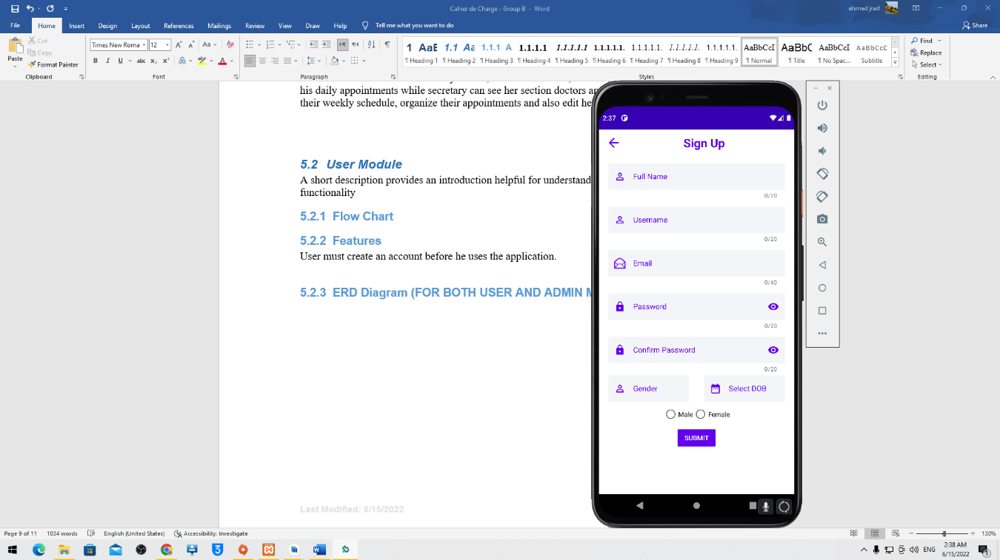 Cahier de Charge - Group B - Word
ahmad jrad
File Home Insert Design Layout References Mailings Review View Draw Help Tell me what you want to do
Share
Paste
Cut
Copy
Format Painter
Clipboard
Times New Roma 12
Font
Paragraph
1 AaE 1.1 Aa 1.1.1 A 1.1.1.1 1.1.1.1.1 1.1.1.1.1. 1.1.1.1. 1.1.1.1. 1.1.1.1.1. AaBbCcI AaBbC AaBbCcI AaBbCcD
¶ Heading 1 ¶ Heading 2 ¶ Heading 3 ¶ Heading 4 ¶ Heading 5 ¶ Heading 6 ¶ Heading 7 ¶ Heading 8 ¶ Heading 9 ¶ Normal ¶ Title ¶ No Spac... Subtitle
Styles
Find
Replace
Select
Editing
his daily appointments while secretary can see her section doctors
their weekly schedule, organize their appointments and also edit
5.2 User Module
A short description provides an introduction helpful for understand
functionality
5.2.1 Flow Chart
5.2.2 Features
User must create an account before he uses the application.
5.2.3 ERD Diagram (FOR BOTH USER AND ADMIN
Last Modified: 6/15/2022
2:37
Sign Up
Full Name
0/20
Username
0/20
Email
0/40
Password
0/20
Confirm Password
0/20
Gender
Select DOB
Male
Female
SUBMIT
Page 9 of 11 1034 words English (United States) Accessibility: Investigate
130%
ENG
2:38 AM
6/15/2022